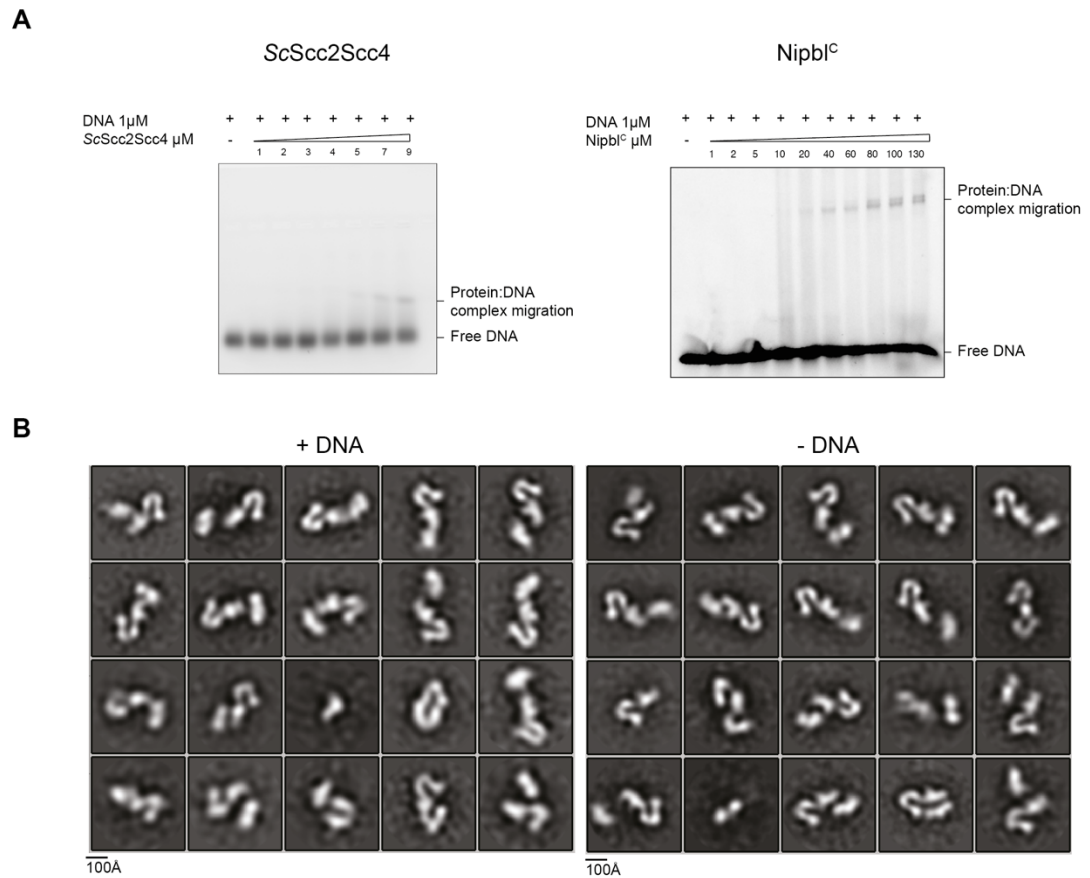 A
ScScc2Scc4
DNA 1µM + + + + + + + +
ScScc2Scc4 µM - 1 2 3 4 5 7 9
Protein:DNA
complex migration
Free DNA
Nipblᶜ
DNA 1µM + + + + + + + + + + +
Nipblᶜ µM - 1 2 5 10 20 40 60 80 100 130
Protein:DNA
complex migration
Free DNA
B
+ DNA
- DNA
100Å
100Å